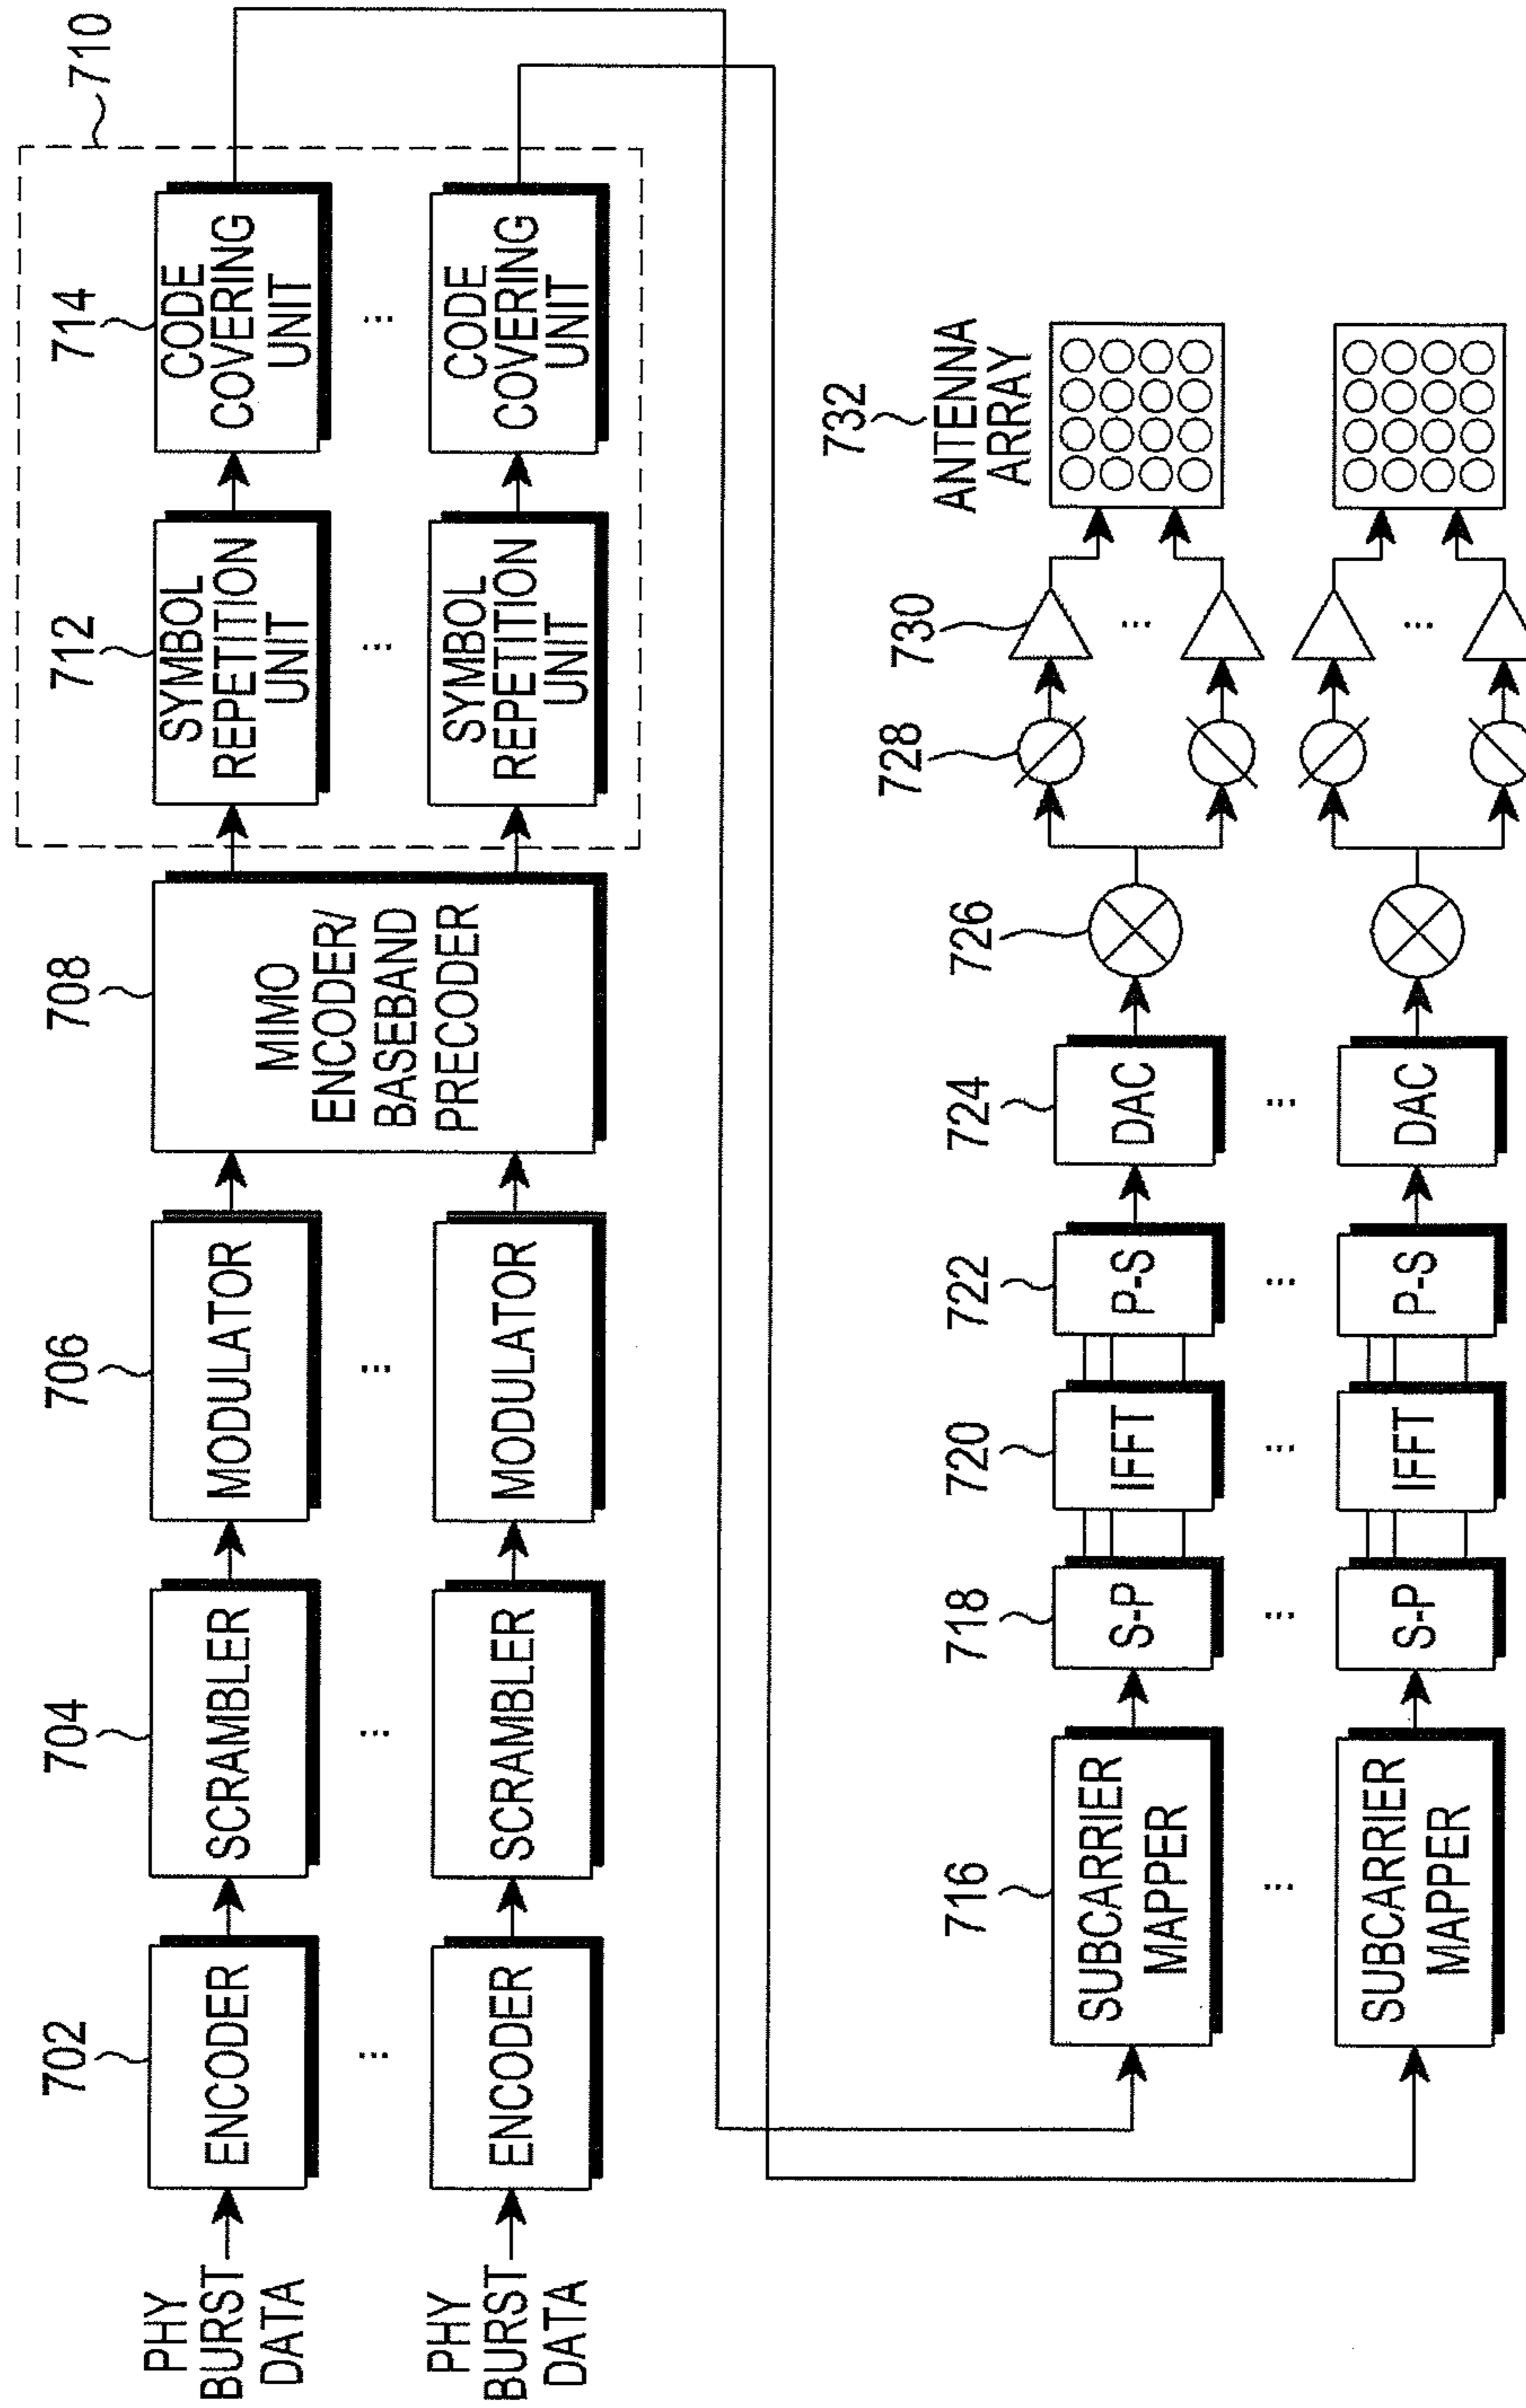 702
704
706
708
712
714
710
PHY
BURST
DATA
ENCODER
SCRAMBLER
MODULATOR
MIMO
ENCODER/
BASEBAND
PRECODER
SYMBOL
REPETITION
UNIT
CODE
COVERING
UNIT
...
...
...
...
...
PHY
BURST
DATA
ENCODER
SCRAMBLER
MODULATOR
SYMBOL
REPETITION
UNIT
CODE
COVERING
UNIT
716
718
720
722
724
726
728
730
732
ANTENNA
ARRAY
SUBCARRIER
MAPPER
S-P
IFFT
P-S
DAC
...
...
...
...
...
...
...
SUBCARRIER
MAPPER
S-P
IFFT
P-S
DAC